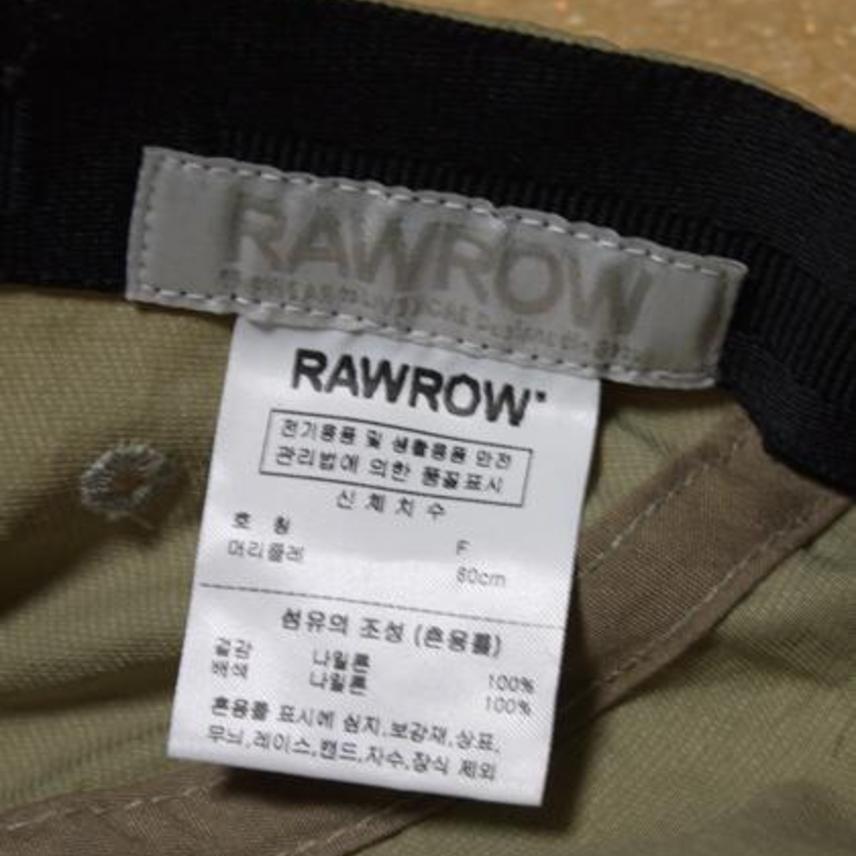 RAWROW
RAWROW
전기용품 및 생활용품 안전
관리법에 의한 품질표시
신체치수
호 칭 F
머리둘레 60cm
섬유의 조성 (혼용률)
겉감 나일론 100%
배색 나일론 100%
혼용률 표시에 심지,보강재,상표,
무늬,레이스,밴드,자수,장식 제외